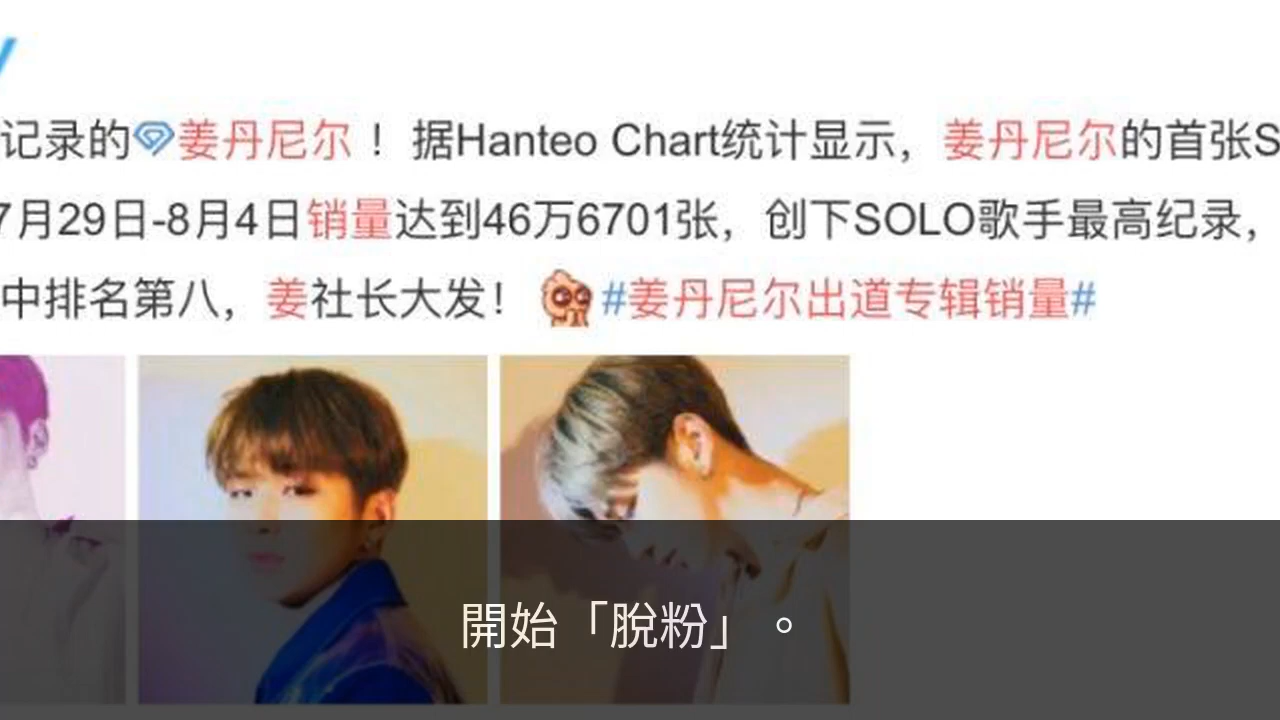 记录的姜丹尼尔！据Hanteo Chart统计显示，姜丹尼尔的首张S
7月29日-8月4日销量达到46万6701张，创下SOLO歌手最高纪录，
中排名第八，姜社长大发！ #姜丹尼尔出道专辑销量#
開始「脫粉」。